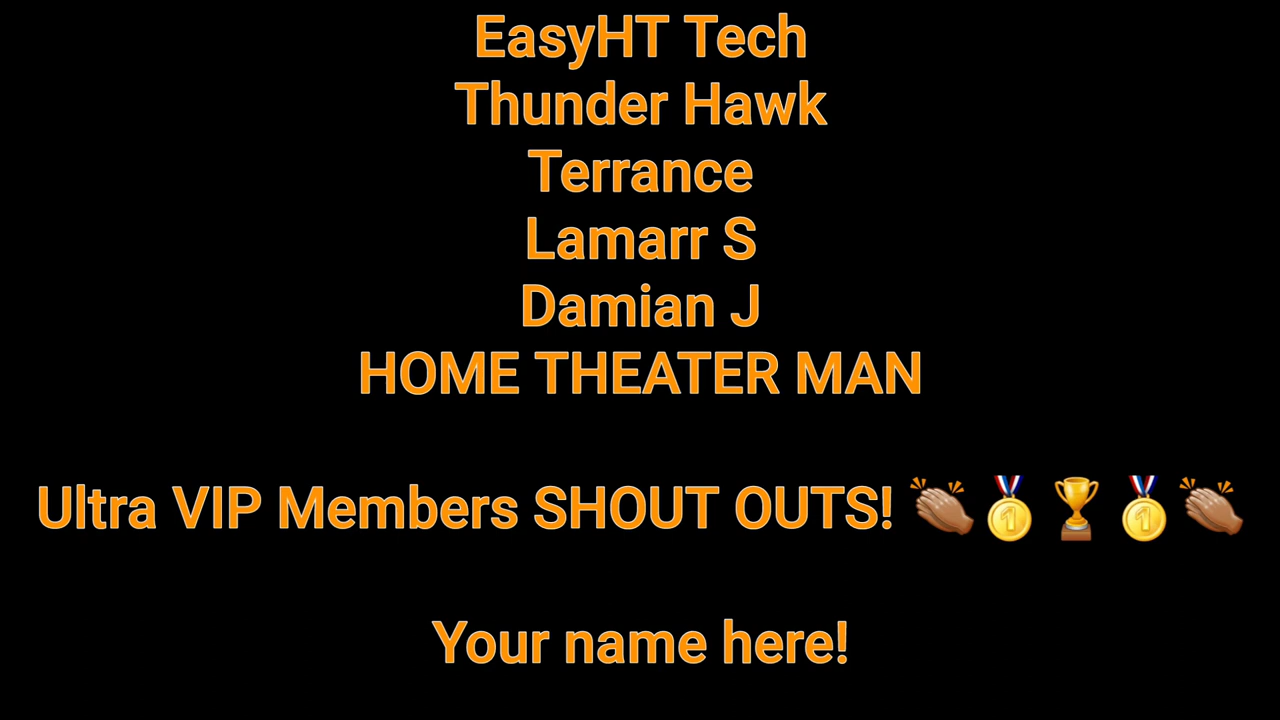 EasyHT Tech
Thunder Hawk
Terrance
Lamarr S
Damian J
HOME THEATER MAN
Ultra VIP Members SHOUT OUTS! 👏🏽🥇🏆🥇👏🏽
Your name here!